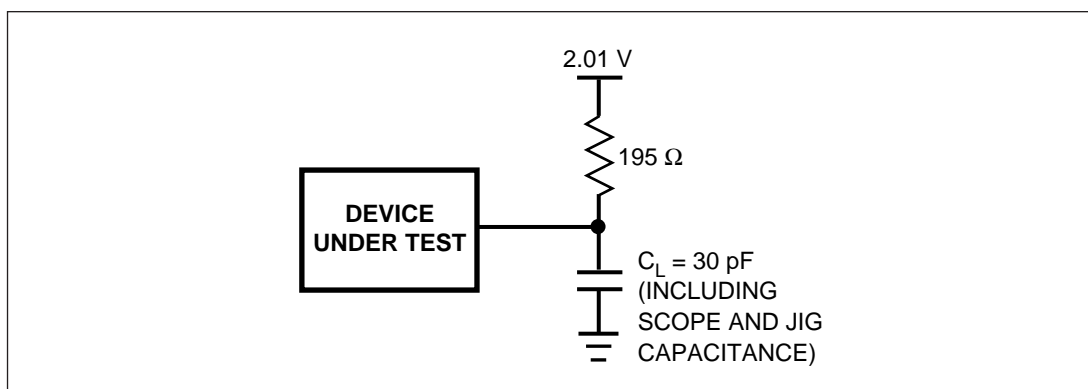 2.01 V
195 Ω
DEVICE
UNDER TEST
C_L = 30 pF
(INCLUDING
SCOPE AND JIG
CAPACITANCE)